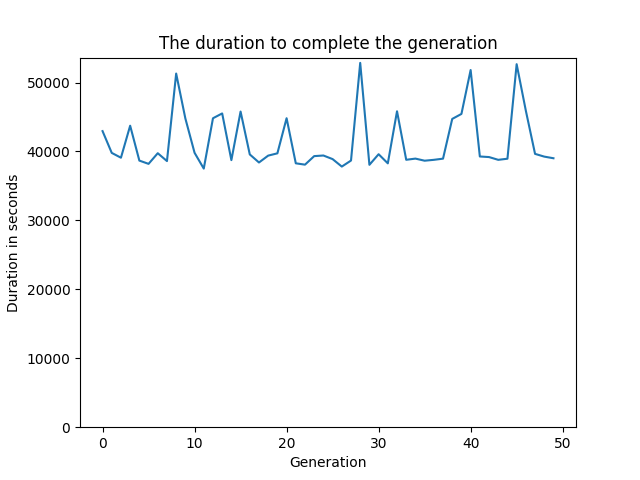 The duration to complete the generation
Duration in seconds
50000
40000
30000
20000
10000
0
0 10 20 30 40 50
Generation